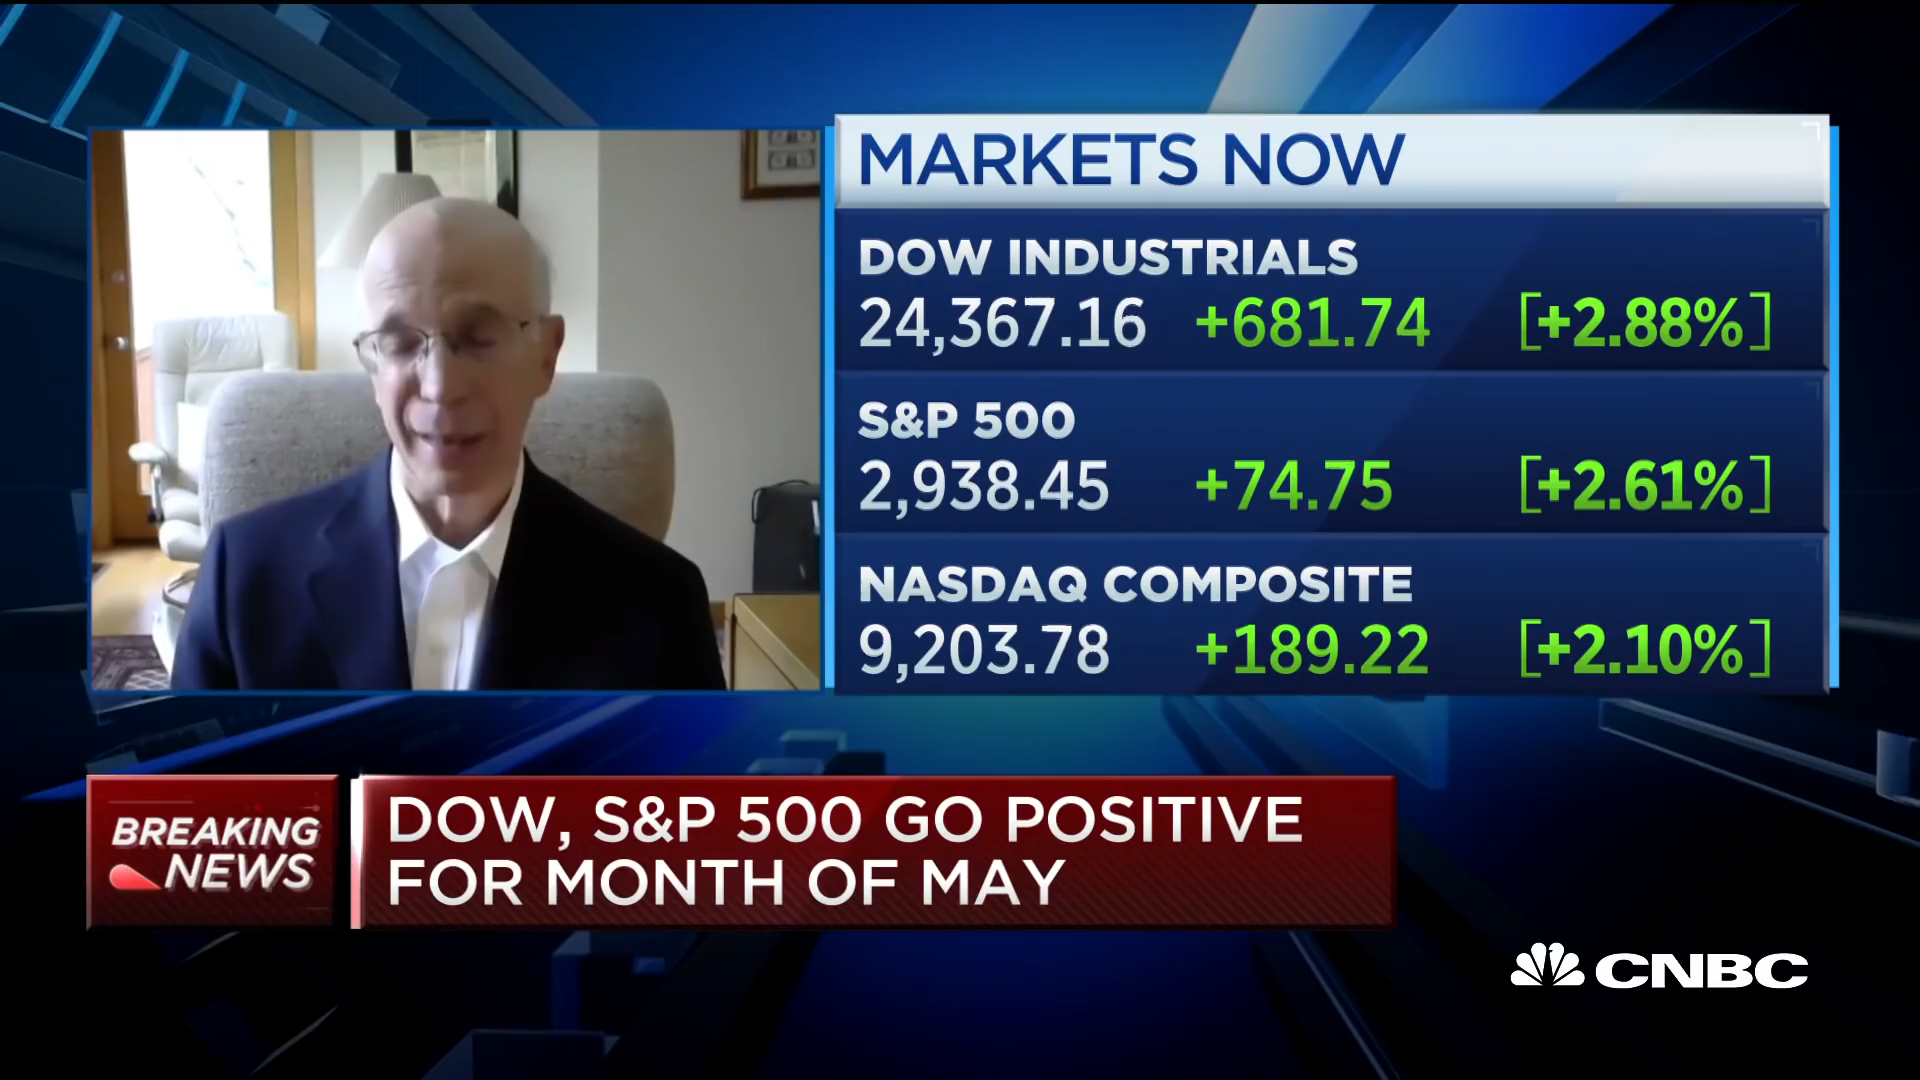 MARKETS NOW
DOW INDUSTRIALS
24,367.16 +681.74 [+2.88%]
S&P 500
2,938.45 +74.75 [+2.61%]
NASDAQ COMPOSITE
9,203.78 +189.22 [+2.10%]
BREAKING
NEWS
DOW, S&P 500 GO POSITIVE
FOR MONTH OF MAY
CNBC